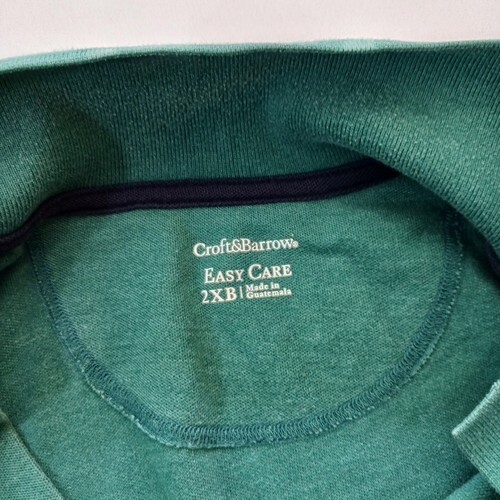 Croft&Barrow®
EASY CARE
2XB | Made in
Guatemala